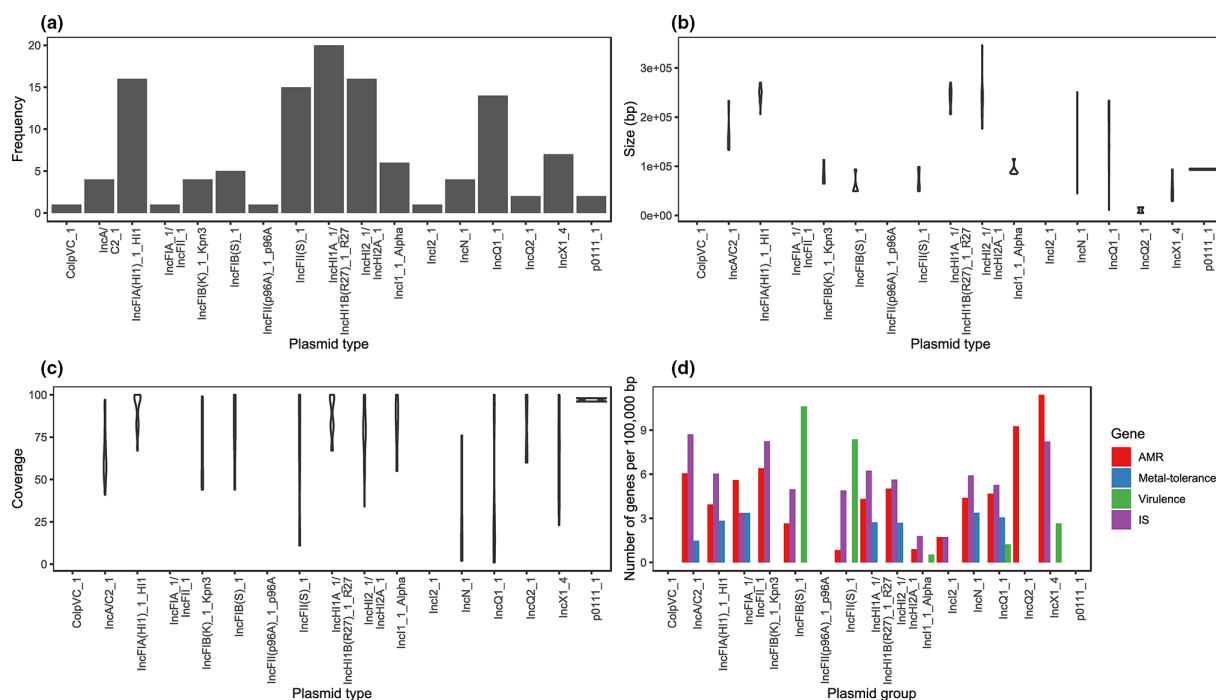 (a)
20
15
10
5
0
Frequency
ColpVC_1
IncA/
C2_1
IncFIA(HI1)_1_HI1
IncFIA_1/
IncFII_1
IncFIB(K)_1_Kpn3
IncFIB(S)_1
IncFII(p96A)_1_p96A
IncFII(S)_1
IncHI1A_1/
IncHI1B(R27)_1_R27
IncHI2_1/
IncHI2A_1
IncI1_1_Alpha
IncI2_1
IncN_1
IncQ1_1
IncQ2_1
IncX1_4
p0111_1
Plasmid type
(b)
3e+05
2e+05
1e+05
0e+00
Size (bp)
ColpVC_1
IncA/C2_1
IncFIA(HI1)_1_HI1
IncFIA_1/
IncFII_1
IncFIB(K)_1_Kpn3
IncFIB(S)_1
IncFII(p96A)_1_p96A
IncFII(S)_1
IncHI1A_1/
IncHI1B(R27)_1_R27
IncHI2_1/
IncHI2A_1
IncI1_1_Alpha
IncI2_1
IncN_1
IncQ1_1
IncQ2_1
IncX1_4
p0111_1
Plasmid type
(c)
100
75
50
25
0
Coverage
ColpVC_1
IncA/C2_1
IncFIA(HI1)_1_HI1
IncFIA_1/
IncFII_1
IncFIB(K)_1_Kpn3
IncFIB(S)_1
IncFII(p96A)_1_p96A
IncFII(S)_1
IncHI1A_1/
IncHI1B(R27)_1_R27
IncHI2_1/
IncHI2A_1
IncI1_1_Alpha
IncI2_1
IncN_1
IncQ1_1
IncQ2_1
IncX1_4
p0111_1
Plasmid type
(d)
9
6
3
0
Number of genes per 100,000 bp
ColpVC_1
IncA/C2_1
IncFIA(HI1)_1_HI1
IncFIA_1/
IncFII_1
IncFIB(K)_1_Kpn3
IncFIB(S)_1
IncFII(p96A)_1_p96A
IncFII(S)_1
IncHI1A_1/
IncHI1B(R27)_1_R27
IncHI2_1/
IncHI2A_1
IncI1_1_Alpha
IncI2_1
IncN_1
IncQ1_1
IncQ2_1
IncX1_4
p0111_1
Plasmid group
Gene
AMR
Metal-tolerance
Virulence
IS